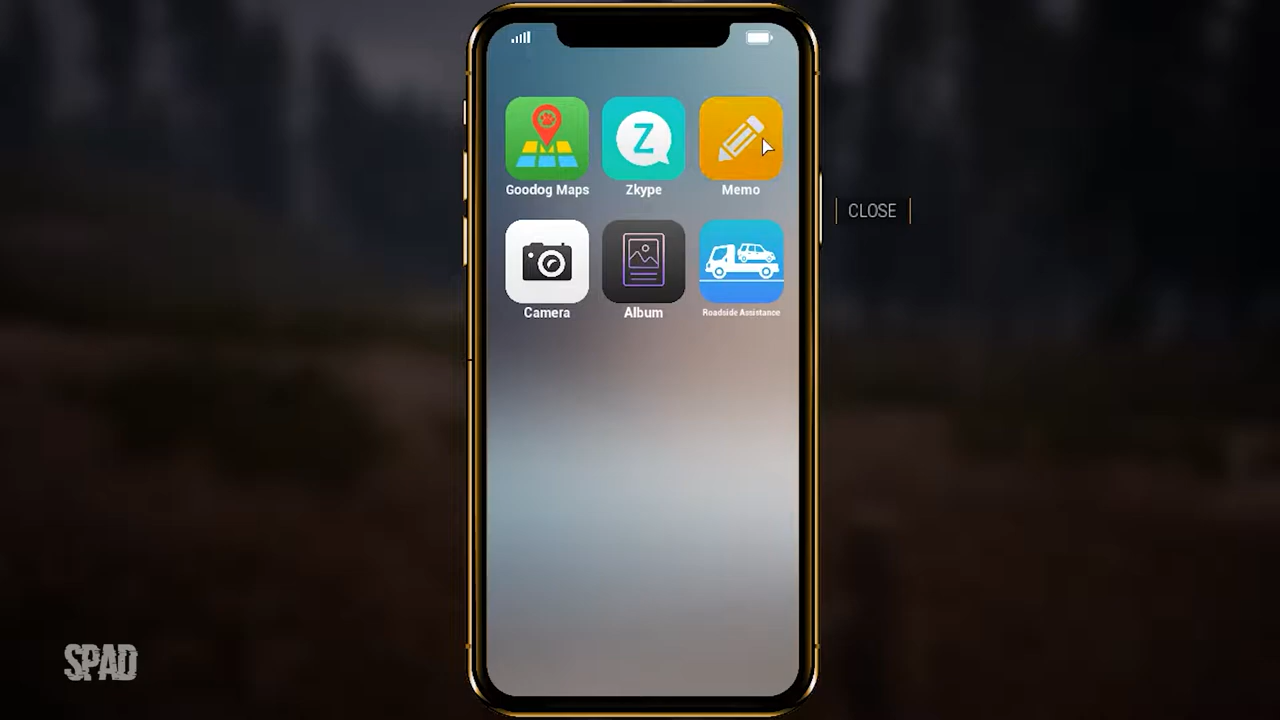 Goodog Maps
Z
Zkype
Memo
CLOSE
Camera
Album
Roadside Assistance
SPAD